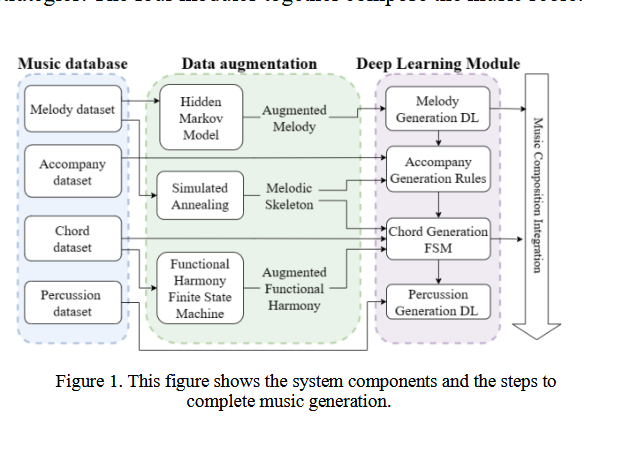 Music database
Data augmentation
Deep Learning Module
Melody dataset
Accompany
dataset
Chord
dataset
Percussion
dataset
Hidden
Markov
Model
Augmented
Melody
Simulated
Annealing
Melodic
Skeleton
Functional
Harmony
Finite State
Machine
Augmented
Functional
Harmony
Melody
Generation DL
Accompany
Generation Rules
Chord Generation
FSM
Percussion
Generation DL
Music Composition Integration
Figure 1. This figure shows the system components and the steps to
complete music generation.